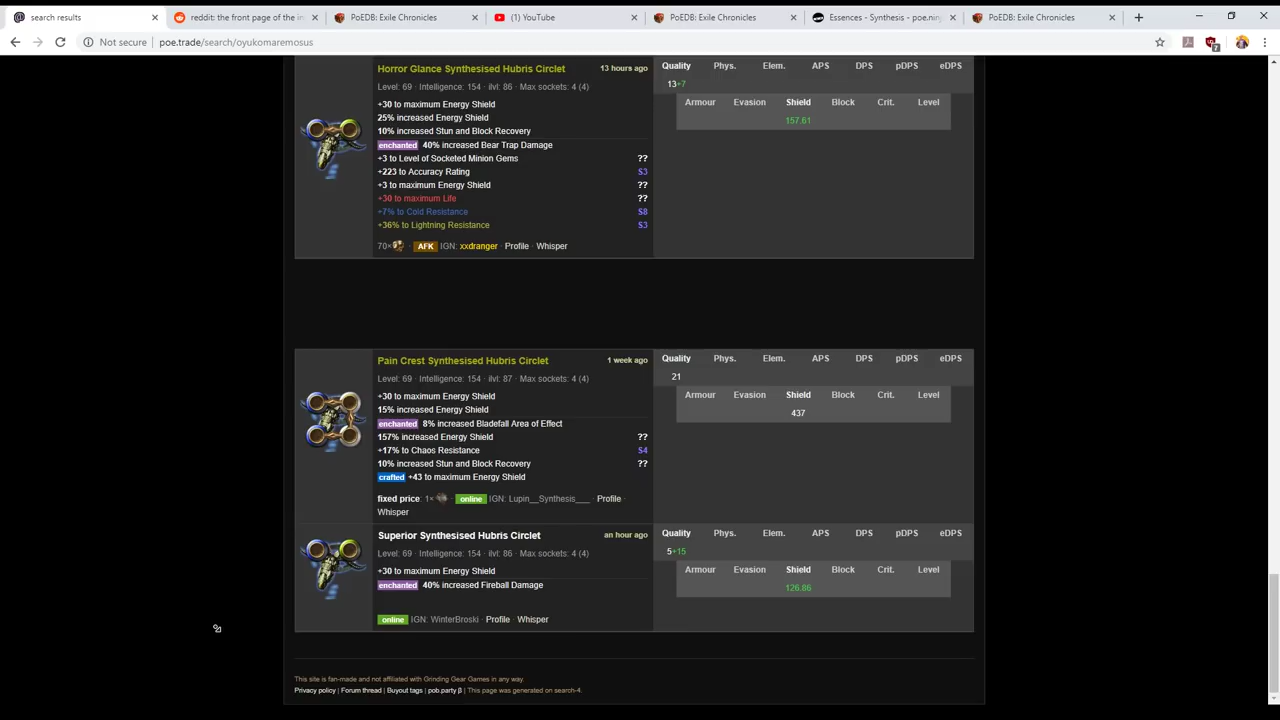 search results
reddit: the front page of the in
PoEDB: Exile Chronicles
(1) YouTube
PoEDB: Exile Chronicles
Essences - Synthesis - poe.ninj
PoEDB: Exile Chronicles
Not secure poe.trade/search/oyukomaremosus
Horror Glance Synthesised Hubris Circlet 13 hours ago
Level: 69 · Intelligence: 154 · ilvl: 86 · Max sockets: 4 (4)
+30 to maximum Energy Shield
25% increased Energy Shield
10% increased Stun and Block Recovery
enchanted 40% increased Bear Trap Damage
+3 to Level of Socketed Minion Gems ??
+223 to Accuracy Rating S3
+3 to maximum Energy Shield ??
+30 to maximum Life ??
+7% to Cold Resistance S8
+36% to Lightning Resistance S3
70× · AFK IGN: xxdranger · Profile · Whisper
Quality Phys. Elem. APS DPS pDPS eDPS
13+7
Armour Evasion Shield Block Crit. Level
157.61
Pain Crest Synthesised Hubris Circlet 1 week ago
Level: 69 · Intelligence: 154 · ilvl: 87 · Max sockets: 4 (4)
+30 to maximum Energy Shield
15% increased Energy Shield
enchanted 8% increased Bladefall Area of Effect
157% increased Energy Shield ??
+17% to Chaos Resistance S4
10% increased Stun and Block Recovery ??
crafted +43 to maximum Energy Shield
fixed price: 1× · online IGN: Lupin__Synthesis___ · Profile ·
Whisper
Quality Phys. Elem. APS DPS pDPS eDPS
21
Armour Evasion Shield Block Crit. Level
437
Superior Synthesised Hubris Circlet an hour ago
Level: 69 · Intelligence: 154 · ilvl: 86 · Max sockets: 4 (4)
+30 to maximum Energy Shield
enchanted 40% increased Fireball Damage
online IGN: WinterBroski · Profile · Whisper
Quality Phys. Elem. APS DPS pDPS eDPS
5+15
Armour Evasion Shield Block Crit. Level
126.86
This site is fan-made and not affiliated with Grinding Gear Games in any way.
Privacy policy | Forum thread | Buyout tags | pob.party β | This page was generated on search-4.